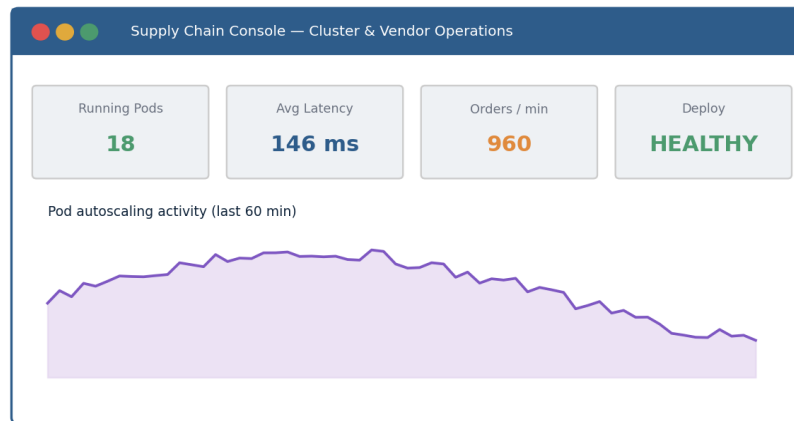 Supply Chain Console — Cluster & Vendor Operations
Running Pods
18
Avg Latency
146 ms
Orders / min
960
Deploy
HEALTHY
Pod autoscaling activity (last 60 min)